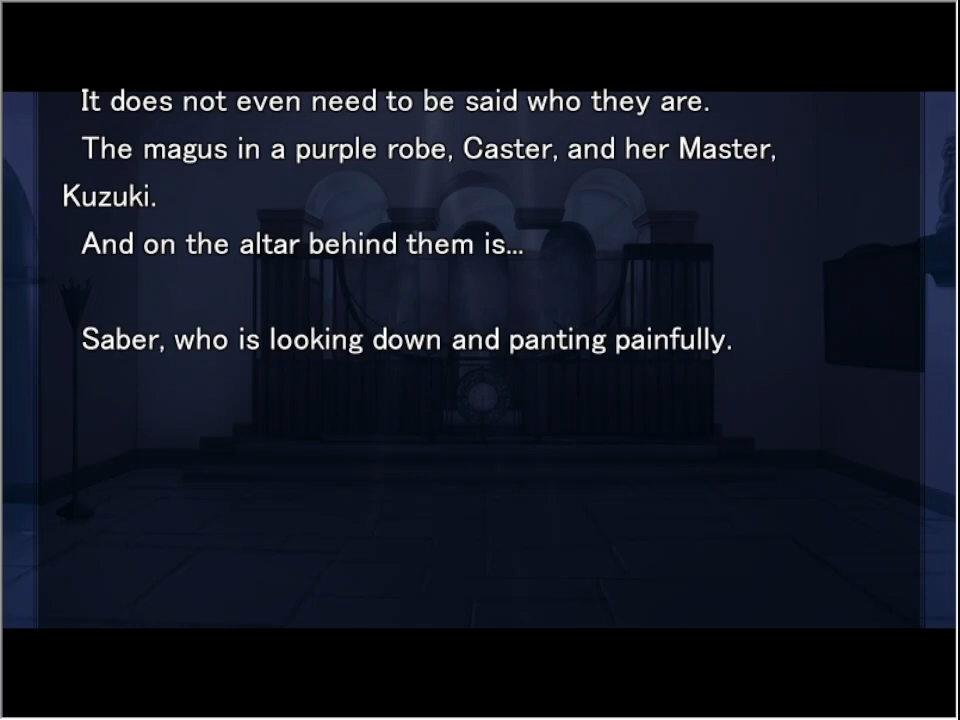 It does not even need to be said who they are.
The magus in a purple robe, Caster, and her Master,
Kuzuki.
And on the altar behind them is...
Saber, who is looking down and panting painfully.